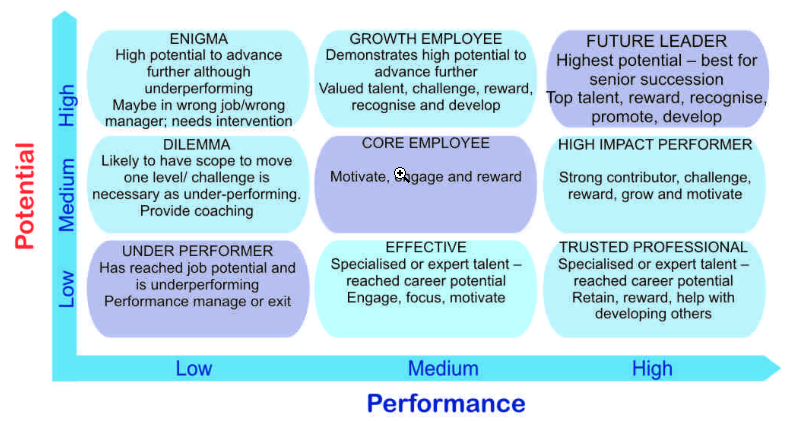 ENIGMA
High potential to advance
further although
underperforming
Maybe in wrong job/wrong
manager; needs intervention
GROWTH EMPLOYEE
Demonstrates high potential to
advance further
Valued talent, challenge, reward,
recognise and develop
FUTURE LEADER
Highest potential – best for
senior succession
Top talent, reward, recognise,
promote, develop
DILEMMA
Likely to have scope to move
one level/ challenge is
necessary as under-performing.
Provide coaching
CORE EMPLOYEE
Motivate, engage and reward
HIGH IMPACT PERFORMER
Strong contributor, challenge,
reward, grow and motivate
UNDER PERFORMER
Has reached job potential and
is underperforming
Performance manage or exit
EFFECTIVE
Specialised or expert talent –
reached career potential
Engage, focus, motivate
TRUSTED PROFESSIONAL
Specialised or expert talent –
reached career potential
Retain, reward, help with
developing others
Potential
High
Medium
Low
Low
Medium
High
Performance